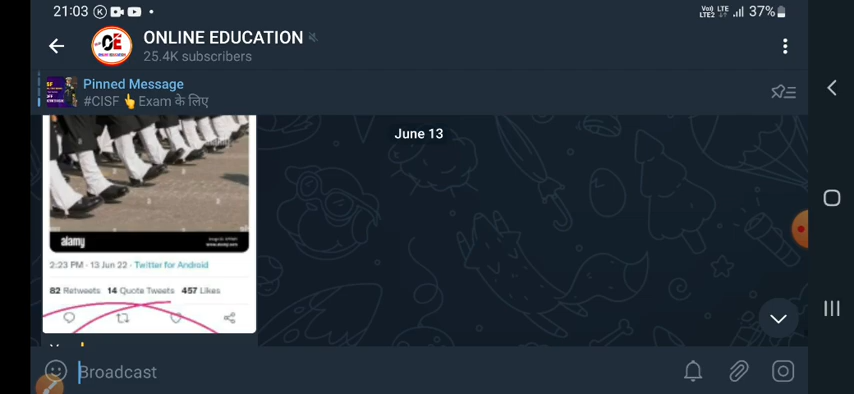 21:03
Vo) LTE
LTE2
37%
ONLINE EDUCATION
25.4K subscribers
Pinned Message
#CISF 👆 Exam के लिए
June 13
alamy
2:23 PM · 13 Jun 22 · Twitter for Android
82 Retweets 14 Quote Tweets 457 Likes
Broadcast